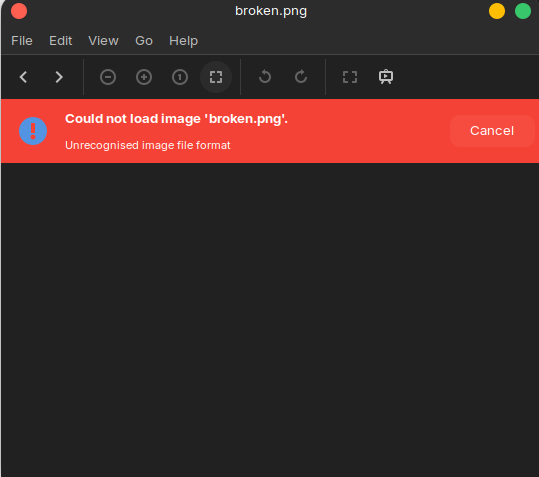 broken.png
File Edit View Go Help
Could not load image 'broken.png'.
Unrecognised image file format
Cancel